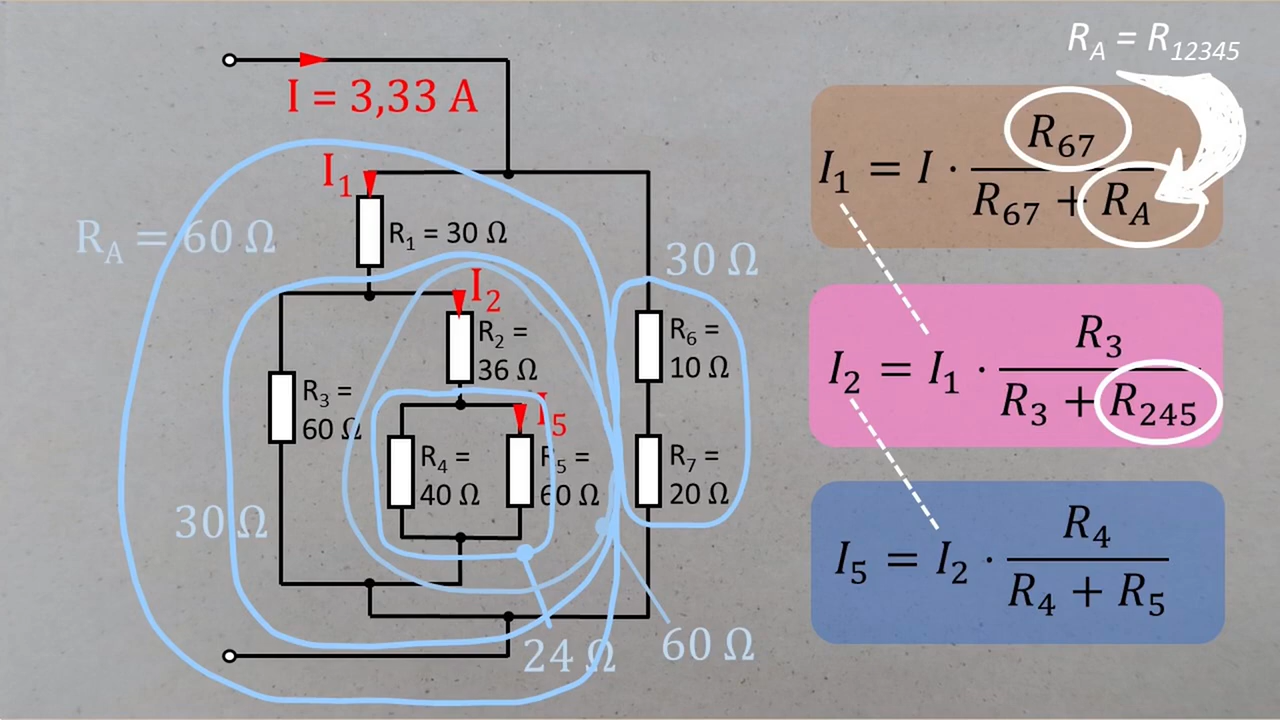 R_A = R_12345
I = 3,33 A
I_1
R_A = 60 Ω
R_1 = 30 Ω
30 Ω
I_2
R_2 =
36 Ω
R_6 =
10 Ω
R_3 =
60 Ω
I_5
R_4 =
40 Ω
R_5 =
60 Ω
R_7 =
20 Ω
30 Ω
24 Ω
60 Ω
I_1 = I · R_67 / (R_67 + R_A)
I_2 = I_1 · R_3 / (R_3 + R_245)
I_5 = I_2 · R_4 / (R_4 + R_5)